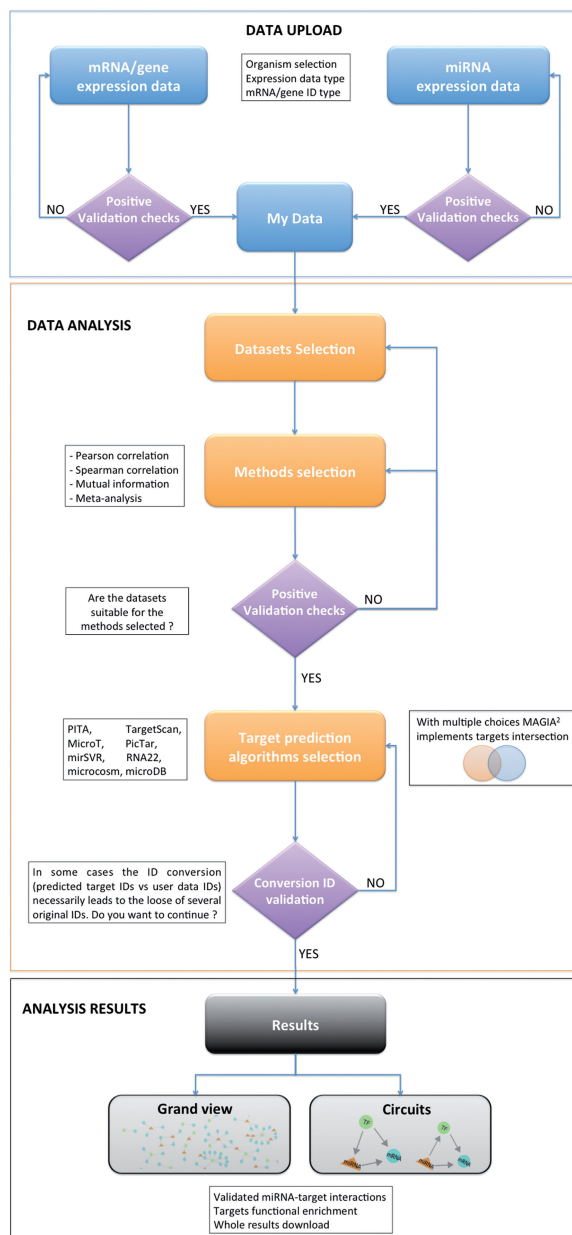 DATA UPLOAD
mRNA/gene
expression data
Organism selection
Expression data type
mRNA/gene ID type
miRNA
expression data
NO
Positive
Validation checks
YES
My Data
YES
Positive
Validation checks
NO
DATA ANALYSIS
Datasets Selection
- Pearson correlation
- Spearman correlation
- Mutual information
- Meta-analysis
Methods selection
Are the datasets
suitable for the
methods selected ?
Positive
Validation checks
NO
YES
PITA, TargetScan,
MicroT, PicTar,
mirSVR, RNA22,
microcosm, microDB
Target prediction
algorithms selection
With multiple choices MAGIA²
implements targets intersection
In some cases the ID conversion
(predicted target IDs vs user data IDs)
necessarily leads to the loose of several
original IDs. Do you want to continue ?
Conversion ID
validation
NO
YES
ANALYSIS RESULTS
Results
Grand view
Circuits
TF
miRNA
mRNA
TF
miRNA
mRNA
Validated miRNA-target interactions
Targets functional enrichment
Whole results download